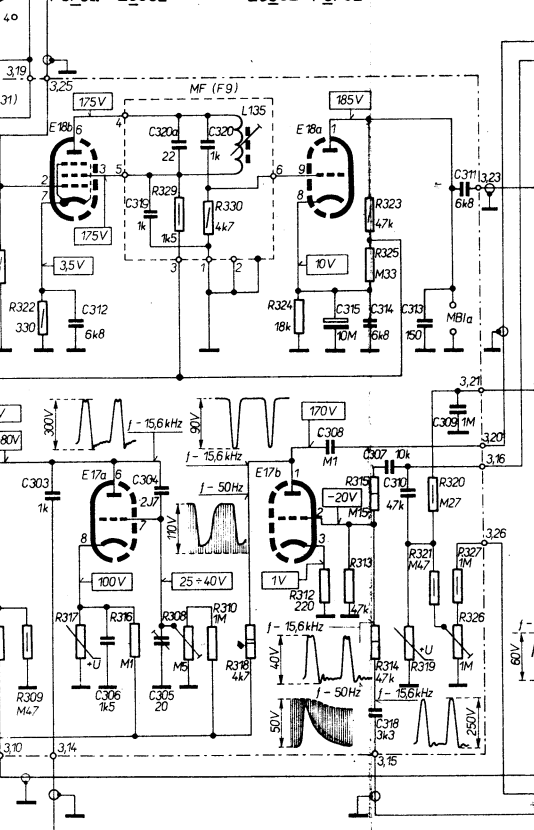 40
3,19
3,25
31)
175V
E18b
6
2
3
7
175V
3,5V
R322
330
C312
6k8
MF (F9)
4
5
C320a
22
C320
1k
L135
C319
1k
R329
1k5
R330
4k7
6
3
1
2
185V
E18a
1
9
8
10V
R323
47k
R325
M33
R324
18k
C315
10M
C314
6k8
C313
150
MB1a
C311
6k8
3,23
3,21
C309
1M
3,20
3,16
80V
300V
f – 15,6kHz
90V
f – 15,6kHz
f – 50Hz
110V
170V
C308
M1
C303
1k
E17a
6
7
8
C304
2J7
100V
25÷40V
R317
+U
R316
M1
C306
1k5
R308
M5
C305
20
R310
1M
R318
4k7
R309
M47
E17b
1
2
3
–20V
1V
R315
M15
C307
10k
C310
47k
R320
M27
R312
220
R313
47k
R321
M47
R327
1M
3,26
R326
1M
R319
+U
f – 15,6kHz
40V
R314
47k
f – 50Hz
50V
f – 15,6kHz
C318
3k3
250V
60V
f –
3,10
3,14
3,15